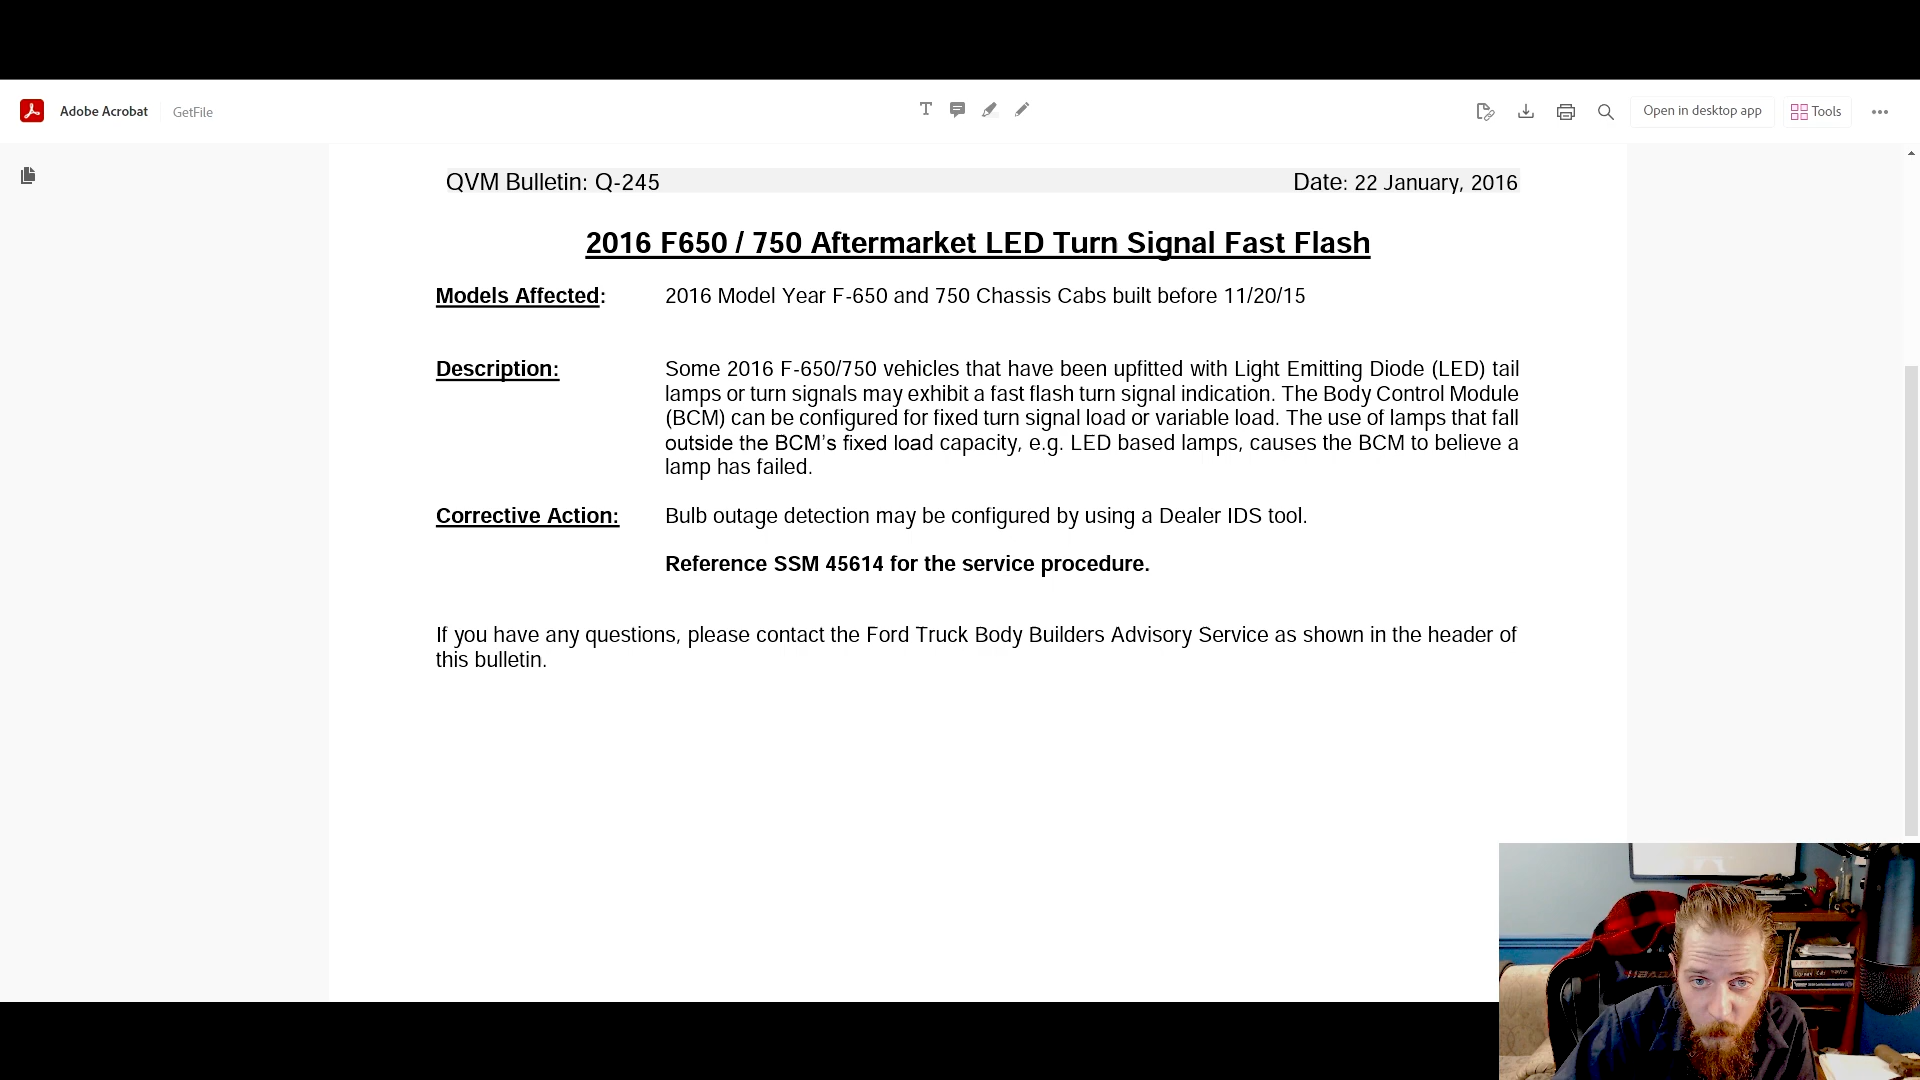 Adobe Acrobat
GetFile
Open in desktop app
Tools
QVM Bulletin: Q-245 Date: 22 January, 2016
2016 F650 / 750 Aftermarket LED Turn Signal Fast Flash
Models Affected: 2016 Model Year F-650 and 750 Chassis Cabs built before 11/20/15
Description: Some 2016 F-650/750 vehicles that have been upfitted with Light Emitting Diode (LED) tail
lamps or turn signals may exhibit a fast flash turn signal indication. The Body Control Module
(BCM) can be configured for fixed turn signal load or variable load. The use of lamps that fall
outside the BCM’s fixed load capacity, e.g. LED based lamps, causes the BCM to believe a
lamp has failed.
Corrective Action: Bulb outage detection may be configured by using a Dealer IDS tool.
Reference SSM 45614 for the service procedure.
If you have any questions, please contact the Ford Truck Body Builders Advisory Service as shown in the header of
this bulletin.